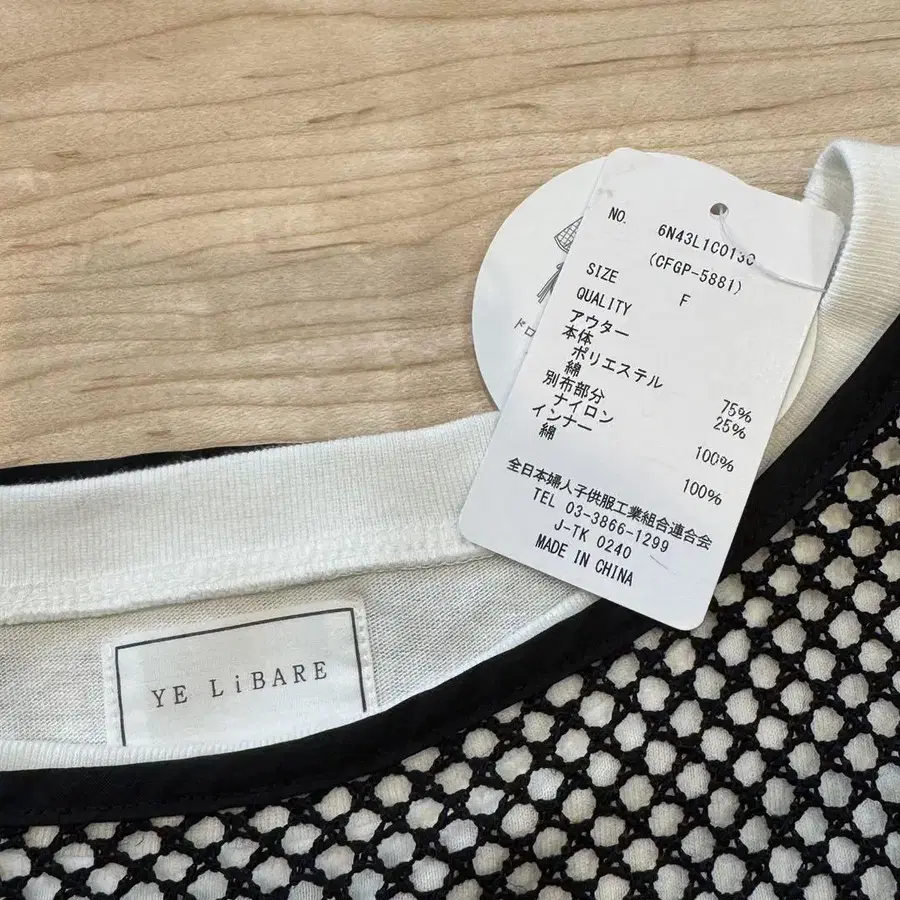 NO. 6N43L1C013C
(CFGP-5881)
SIZE F
QUALITY
アウター
本体
ポリエステル 75%
綿 25%
別布部分
ナイロン 100%
インナー
綿 100%
全日本婦人子供服工業組合連合会
TEL 03-3866-1299
J-TK 0240
MADE IN CHINA
ドロ
YE LiBARE